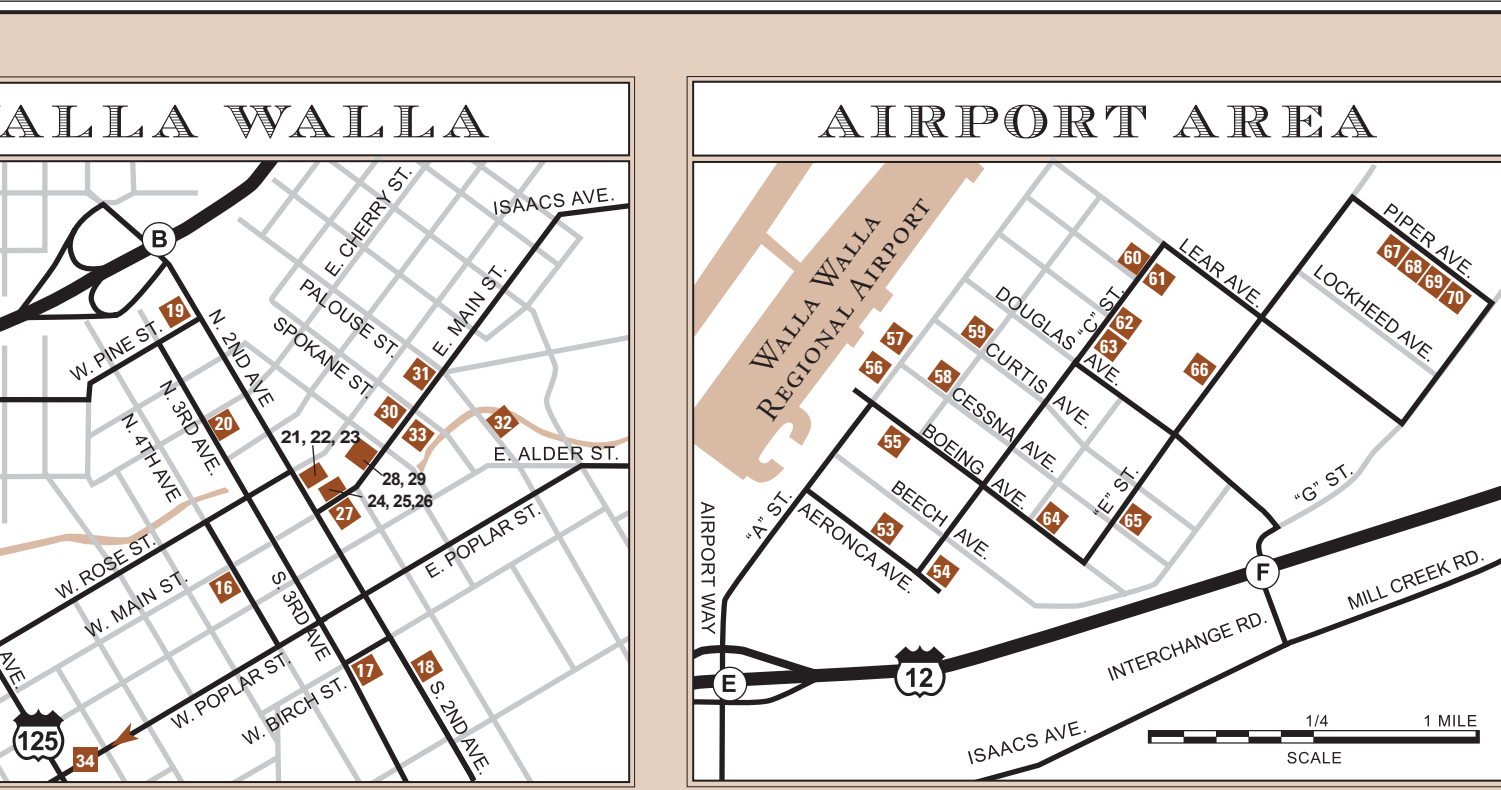 ALLA WALLA
B
19
W. PINE ST.
N. 2ND AVE
N. 3RD AVE.
N. 4TH AVE
20
E. CHERRY ST.
PALOUSE ST.
SPOKANE ST.
E. MAIN ST.
ISAACS AVE.
31
30
33
32
21, 22, 23
28, 29
24, 25,26
27
E. ALDER ST.
E. POPLAR ST.
W. ROSE ST.
W. MAIN ST.
16
S. 3RD AVE
17
18
W. POPLAR ST.
W. BIRCH ST.
S. 2ND AVE.
AVE.
125
34
AIRPORT AREA
WALLA WALLA
REGIONAL AIRPORT
60
61
LEAR AVE.
PIPER AVE.
67
68
69
70
LOCKHEED AVE.
"C" ST.
62
63
DOUGLAS AVE.
66
59
CURTIS AVE.
57
56
58
CESSNA AVE.
55
BOEING AVE.
BEECH AVE.
64
65
"E" ST.
"G" ST.
"A" ST.
AERONCA AVE.
53
54
AIRPORT WAY
E
12
F
INTERCHANGE RD.
MILL CREEK RD.
ISAACS AVE.
1/4
1 MILE
SCALE